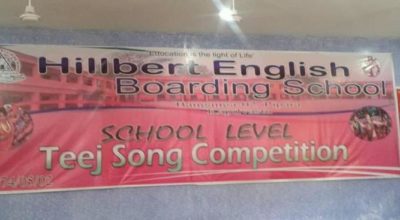 Education is the light of Life
Hillbert English
Boarding School
SCHOOL LEVEL
Teej Song Competition